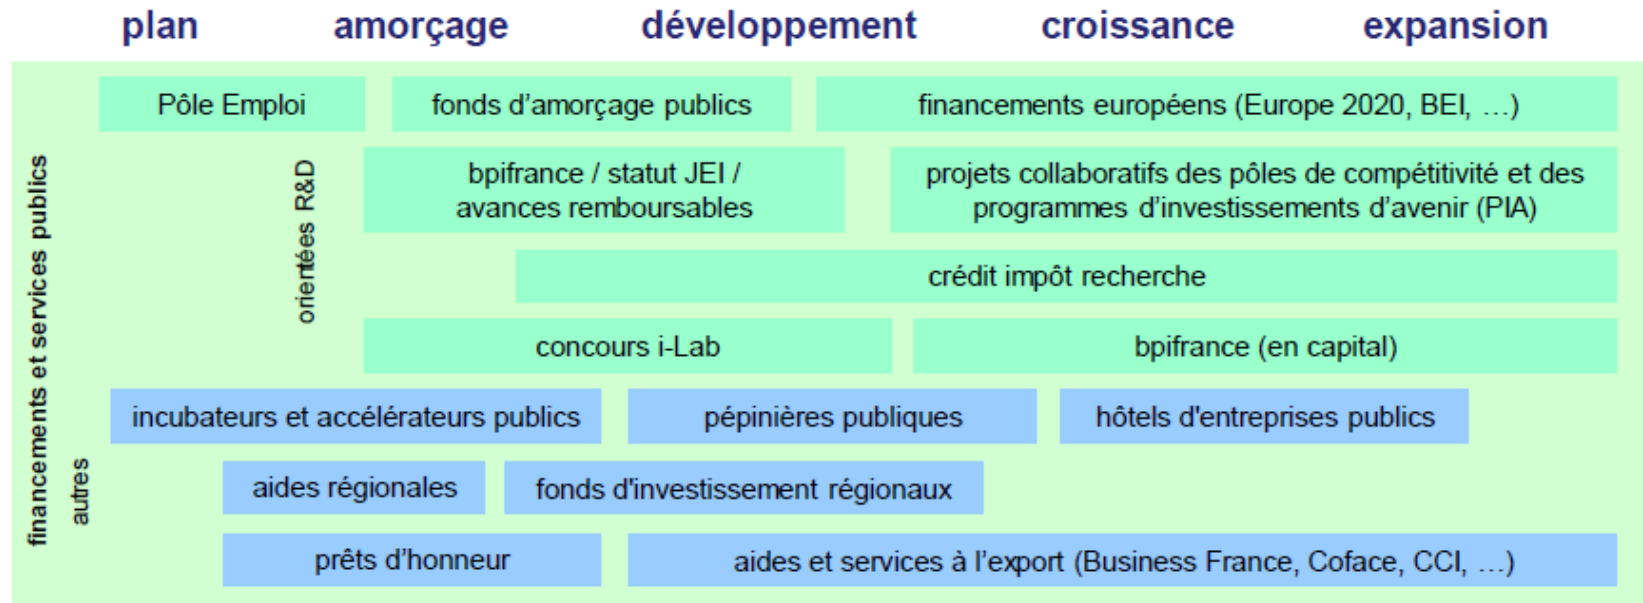 plan amorçage développement croissance expansion
financements et services publics
orientées R&D
Pôle Emploi
fonds d’amorçage publics
financements européens (Europe 2020, BEI, …)
bpifrance / statut JEI /
avances remboursables
projets collaboratifs des pôles de compétitivité et des
programmes d’investissements d’avenir (PIA)
crédit impôt recherche
concours i-Lab
bpifrance (en capital)
autres
incubateurs et accélérateurs publics
pépinières publiques
hôtels d'entreprises publics
aides régionales
fonds d'investissement régionaux
prêts d’honneur
aides et services à l’export (Business France, Coface, CCI, …)